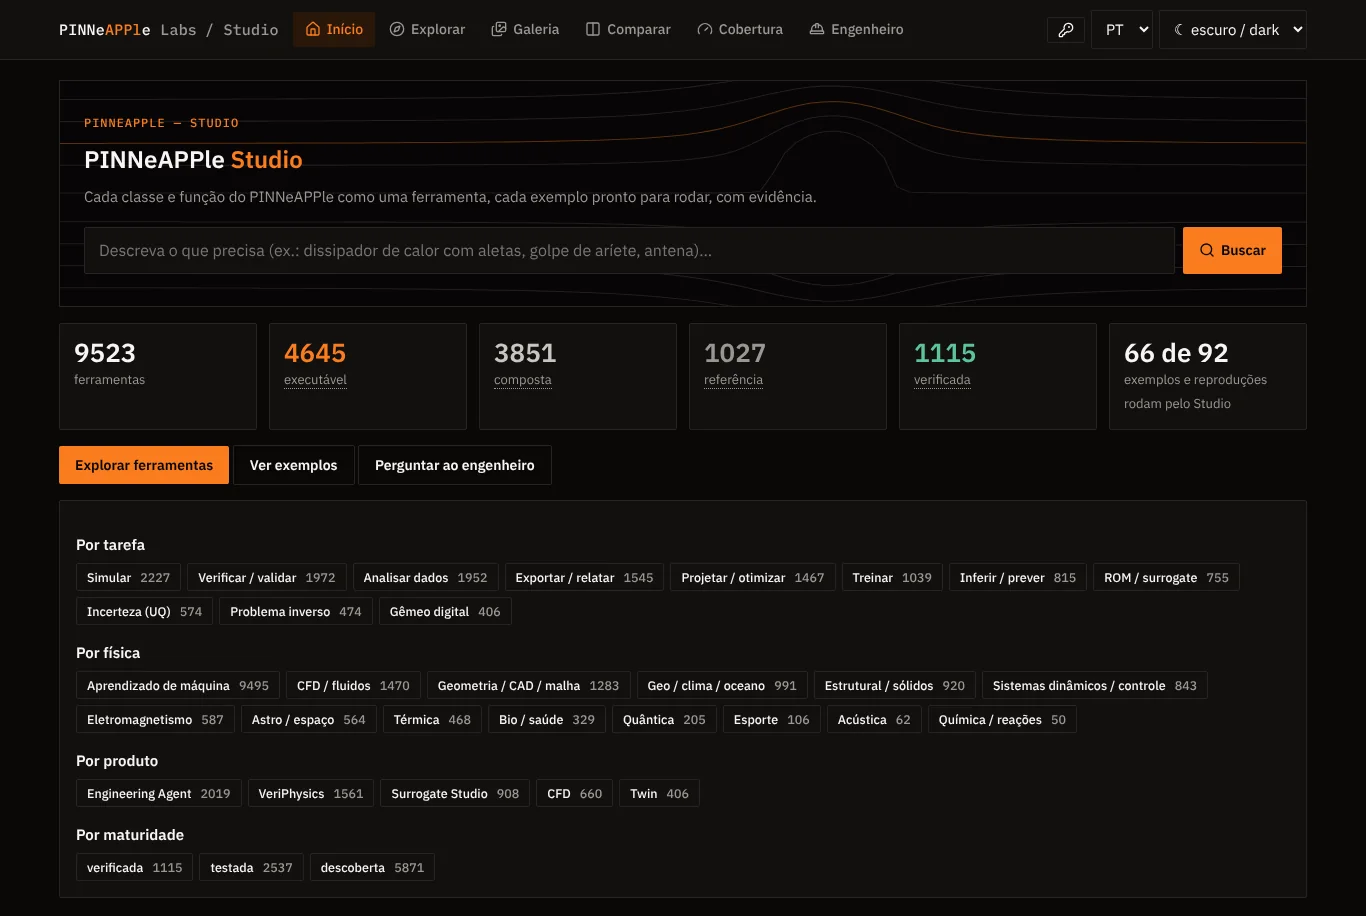 PINNeAPPle Labs / Studio
Início
Explorar
Galeria
Comparar
Cobertura
Engenheiro
PT
escuro / dark
PINNEAPPLE — STUDIO
PINNeAPPle Studio
Cada classe e função do PINNeAPPle como uma ferramenta, cada exemplo pronto para rodar, com evidência.
Descreva o que precisa (ex.: dissipador de calor com aletas, golpe de aríete, antena)...
Buscar
9523
ferramentas
4645
executável
3851
composta
1027
referência
1115
verificada
66 de 92
exemplos e reproduções
rodam pelo Studio
Explorar ferramentas
Ver exemplos
Perguntar ao engenheiro
Por tarefa
Simular 2227
Verificar / validar 1972
Analisar dados 1952
Exportar / relatar 1545
Projetar / otimizar 1467
Treinar 1039
Inferir / prever 815
ROM / surrogate 755
Incerteza (UQ) 574
Problema inverso 474
Gêmeo digital 406
Por física
Aprendizado de máquina 9495
CFD / fluidos 1470
Geometria / CAD / malha 1283
Geo / clima / oceano 991
Estrutural / sólidos 920
Sistemas dinâmicos / controle 843
Eletromagnetismo 587
Astro / espaço 564
Térmica 468
Bio / saúde 329
Quântica 205
Esporte 106
Acústica 62
Química / reações 50
Por produto
Engineering Agent 2019
VeriPhysics 1561
Surrogate Studio 908
CFD 660
Twin 406
Por maturidade
verificada 1115
testada 2537
descoberta 5871